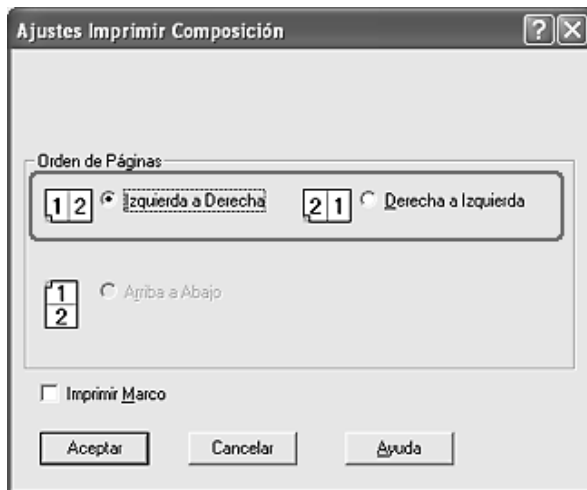 Ajustes Imprimir Composición
Orden de Páginas
1 2 Izquierda a Derecha 2 1 Derecha a Izquierda
1
2
Arriba a Abajo
Imprimir Marco
Aceptar Cancelar Ayuda